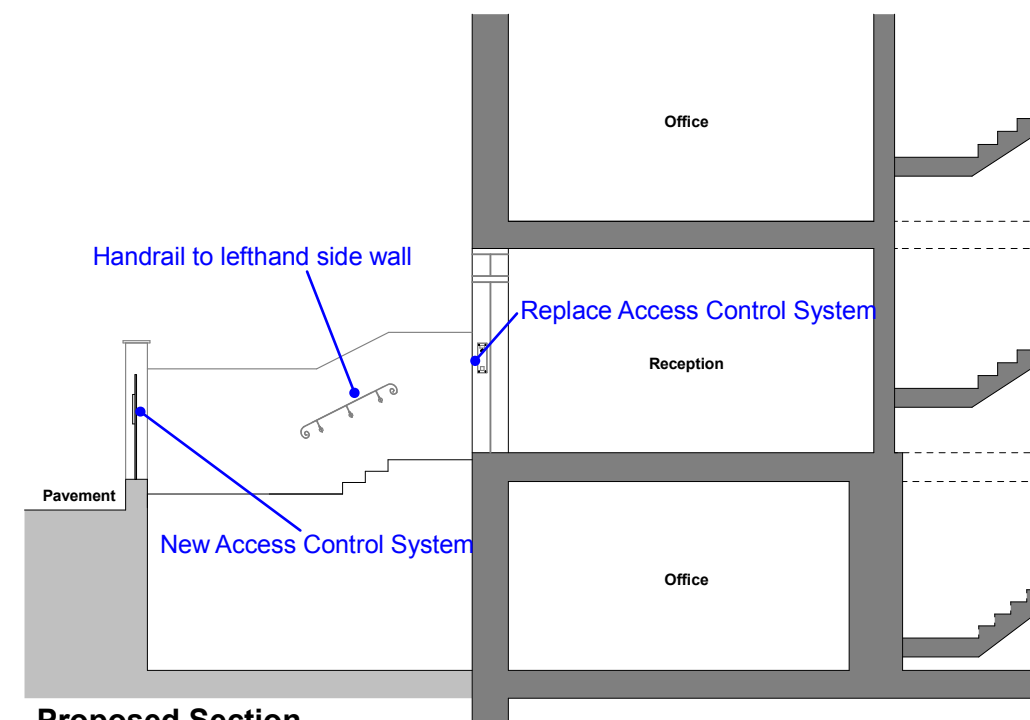 Office
Handrail to lefthand side wall
Replace Access Control System
Reception
Pavement
New Access Control System
Office
Proposed Section